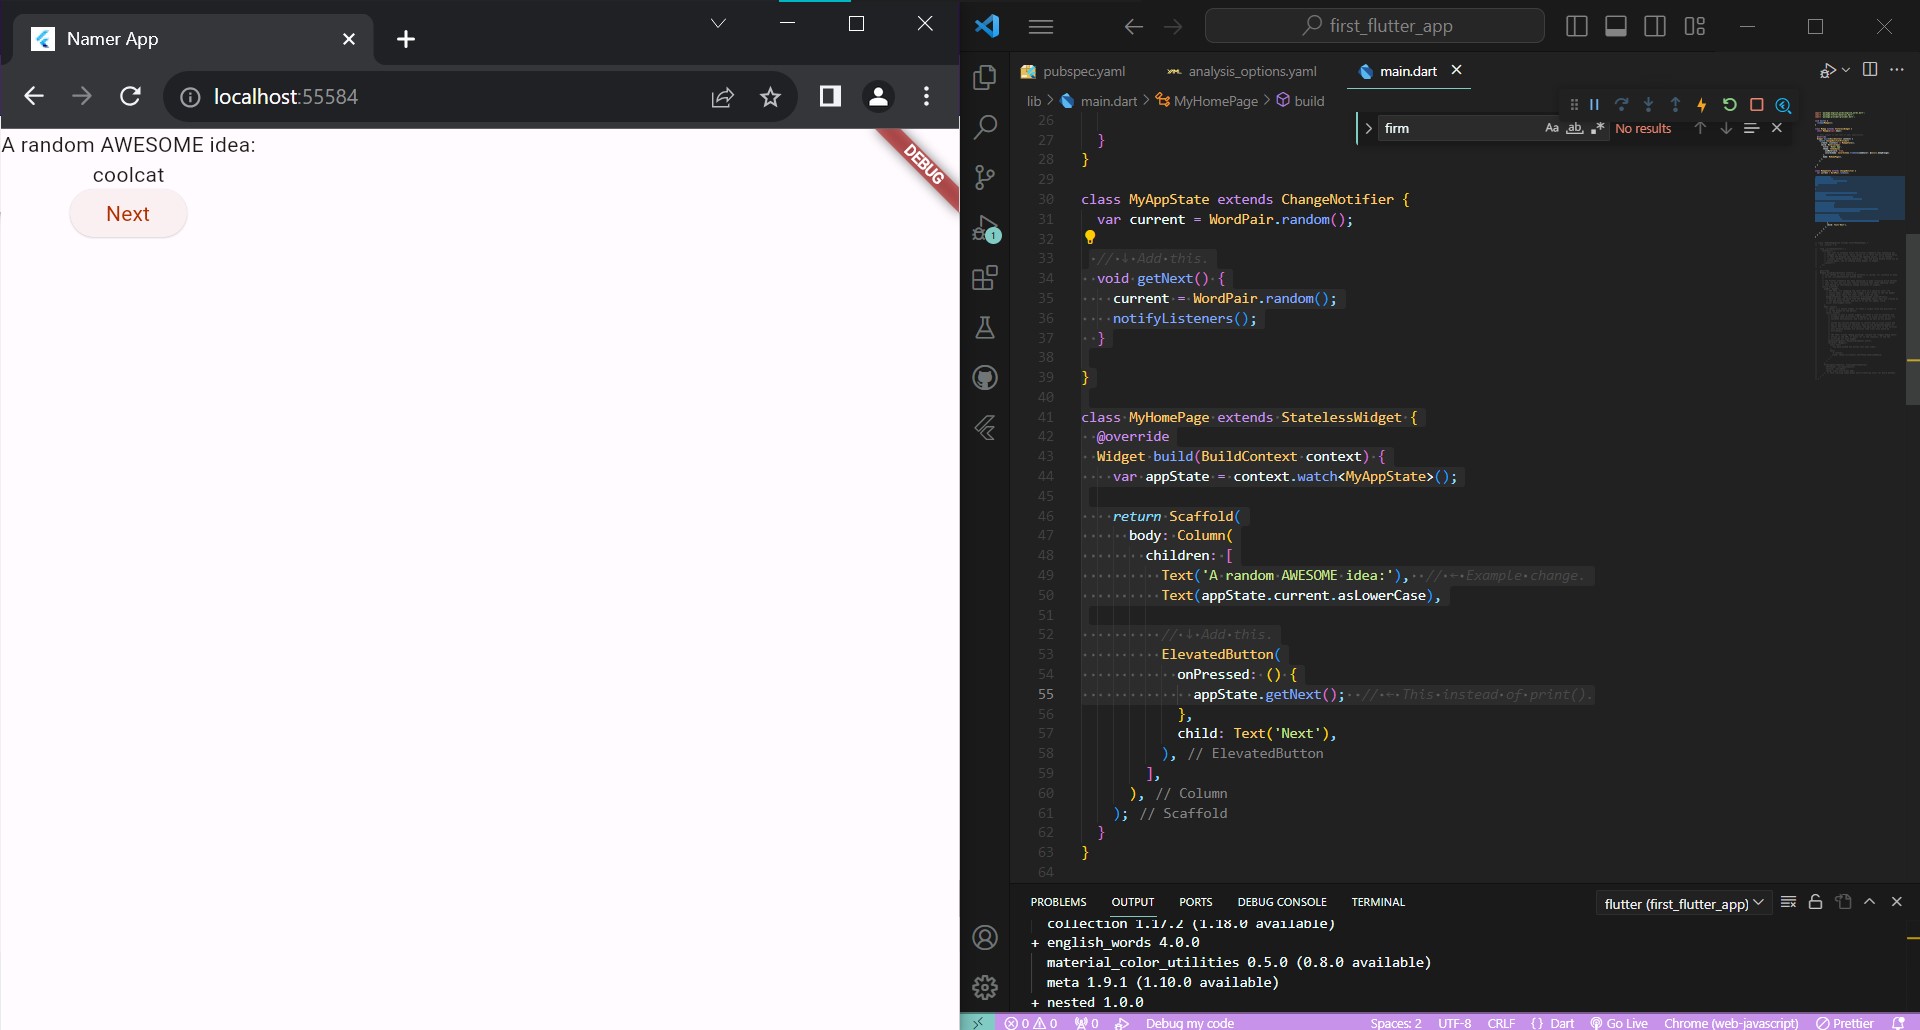 Namer App
localhost:55584
A random AWESOME idea:
coolcat
Next
DEBUG
first_flutter_app
pubspec.yaml
analysis_options.yaml
main.dart
lib > main.dart > MyHomePage > build
firm
Aa ab .* No results
26
27 }
28 }
29
30 class MyAppState extends ChangeNotifier {
31 var current = WordPair.random();
32
33 // ↓ Add this.
34 void getNext() {
35 current = WordPair.random();
36 notifyListeners();
37 }
38
39 }
40
41 class MyHomePage extends StatelessWidget {
42 @override
43 Widget build(BuildContext context) {
44 var appState = context.watch<MyAppState>();
45
46 return Scaffold(
47 body: Column(
48 children: [
49 Text('A random AWESOME idea:'), // ← Example change.
50 Text(appState.current.asLowerCase),
51
52 // ↓ Add this.
53 ElevatedButton(
54 onPressed: () {
55 appState.getNext(); // ← This instead of print().
56 },
57 child: Text('Next'),
58 ), // ElevatedButton
59 ],
60 ), // Column
61 ); // Scaffold
62 }
63 }
64
1
PROBLEMS OUTPUT PORTS DEBUG CONSOLE TERMINAL
flutter (first_flutter_app)
collection 1.17.2 (1.18.0 available)
+ english_words 4.0.0
material_color_utilities 0.5.0 (0.8.0 available)
meta 1.9.1 (1.10.0 available)
+ nested 1.0.0
0 0 0 Debug my code Spaces: 2 UTF-8 CRLF {} Dart Go Live Chrome (web-javascript) Prettier